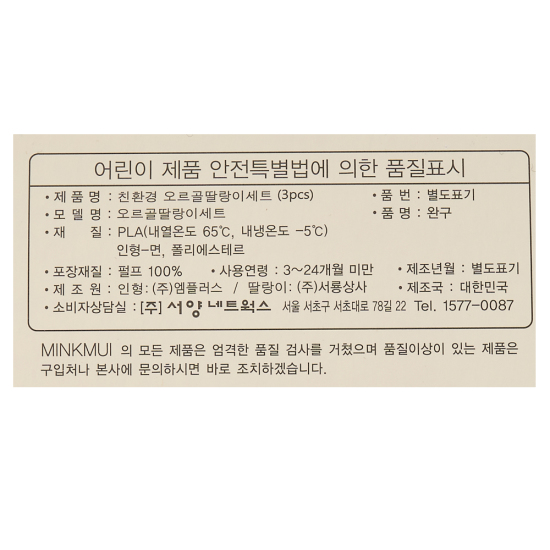 어린이 제품 안전특별법에 의한 품질표시
• 제 품 명 : 친환경 오르골딸랑이세트 (3pcs) • 품 번 : 별도표기
• 모 델 명 : 오르골딸랑이세트 • 품 명 : 완구
• 재 질 : PLA(내열온도 65℃, 내냉온도 -5℃)
인형-면, 폴리에스테르
• 포장재질 : 펄프 100% • 사용연령 : 3~24개월 미만 • 제조년월 : 별도표기
• 제 조 원 : 인형: (주)엠플러스 / 딸랑이: (주)서룡상사 • 제조국 : 대한민국
• 소비자상담실 : [주] 서양네트웍스 서울 서초구 서초대로 78길 22 Tel. 1577-0087
MINKMUI 의 모든 제품은 엄격한 품질 검사를 거쳤으며 품질이상이 있는 제품은
구입처나 본사에 문의하시면 바로 조치하겠습니다.